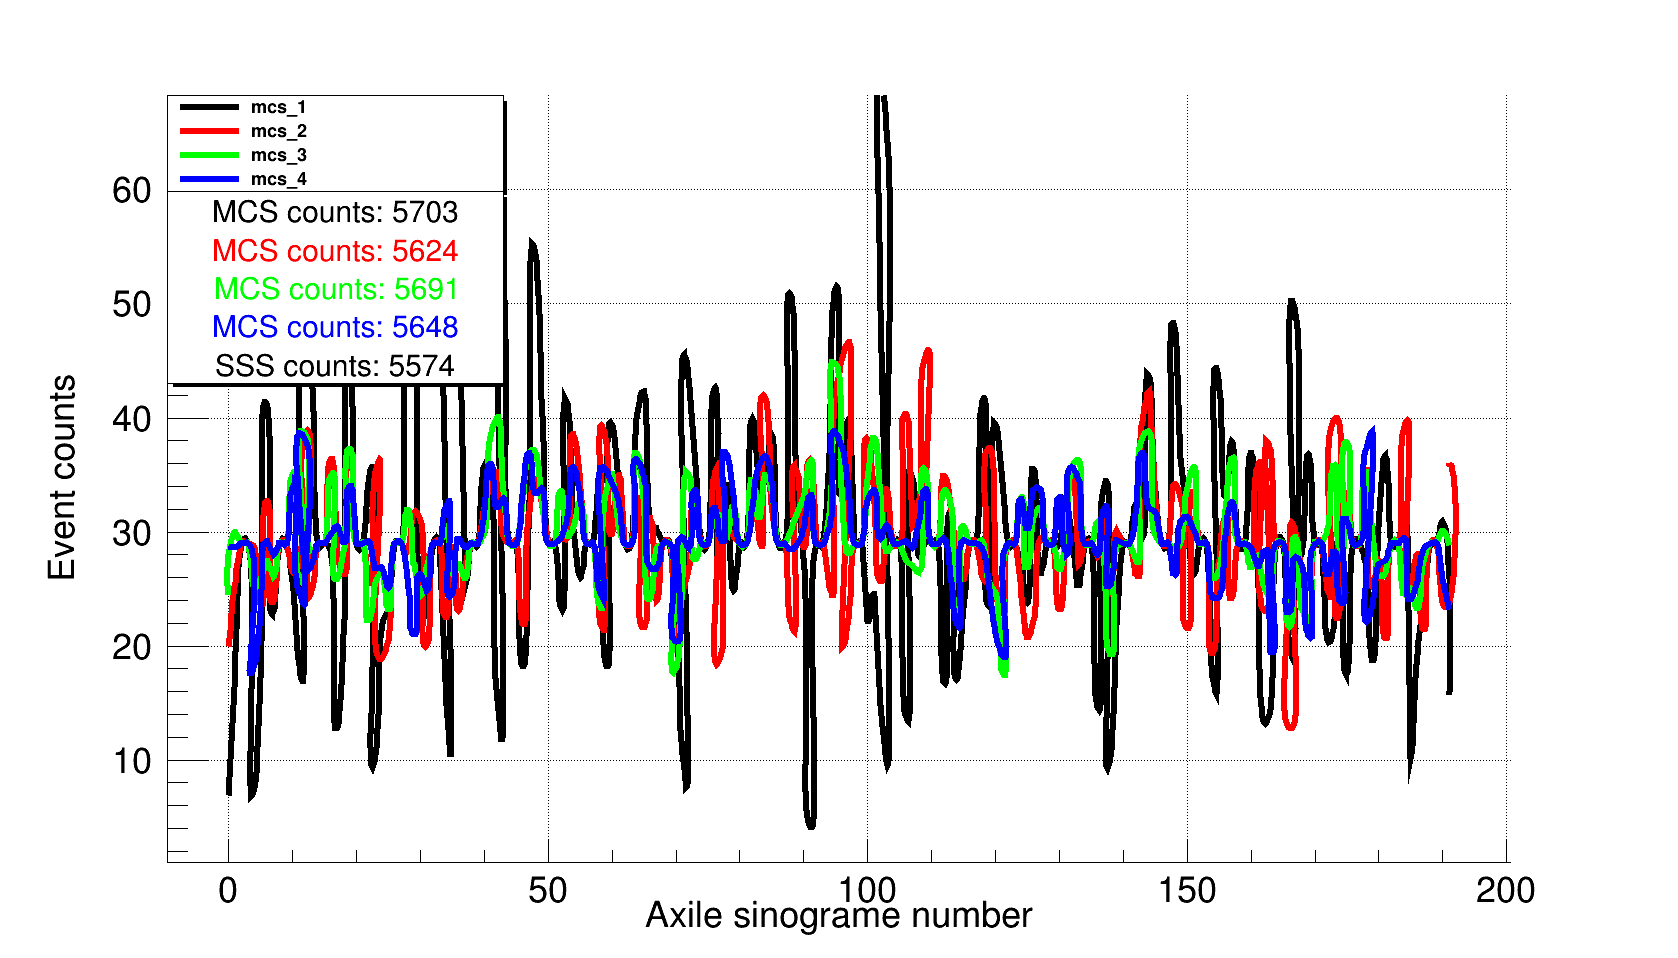 mcs_1
mcs_2
mcs_3
mcs_4
MCS counts: 5703
MCS counts: 5624
MCS counts: 5691
MCS counts: 5648
SSS counts: 5574
60
50
40
30
20
10
Event counts
0 50 100 150 200
Axile sinograme number